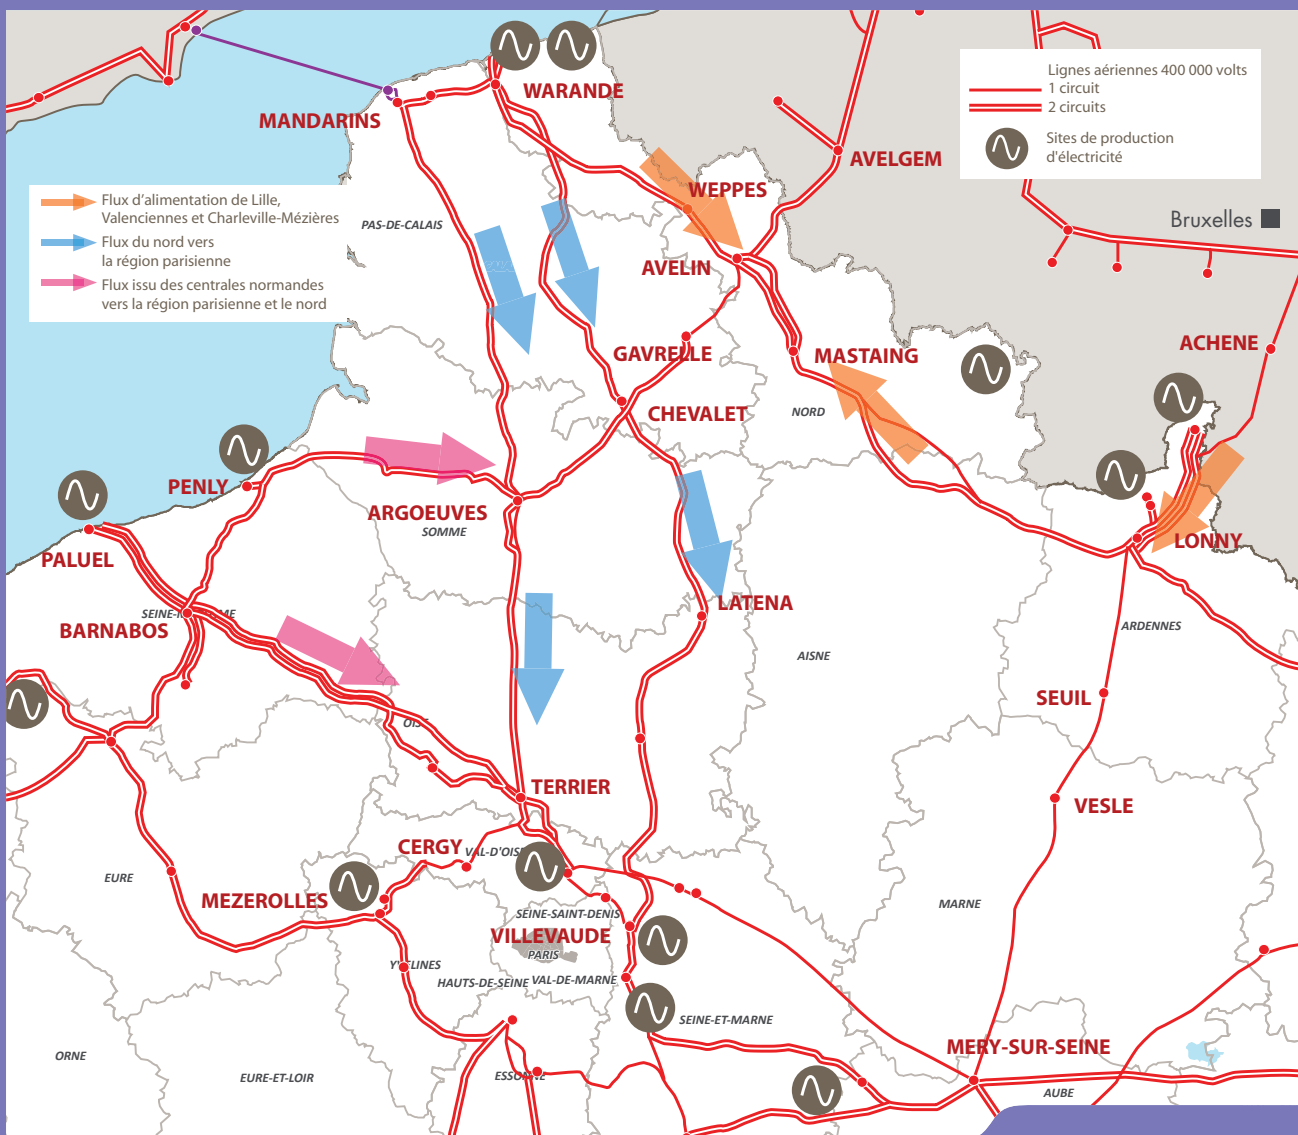 Lignes aériennes 400 000 volts
1 circuit
2 circuits
Sites de production
d'électricité
Flux d'alimentation de Lille,
Valenciennes et Charleville-Mézières
Flux du nord vers
la région parisienne
Flux issu des centrales normandes
vers la région parisienne et le nord
WARANDE
MANDARINS
AVELGEM
WEPPES
Bruxelles
PAS-DE-CALAIS
AVELIN
ACHENE
GAVRELLE
MASTAING
CHEVALET
NORD
PENLY
ARGOEUVES
SOMME
PALUEL
LONNY
LATENA
SEINE-MARITIME
BARNABOS
ARDENNES
AISNE
SEUIL
OISE
TERRIER
VESLE
CERGY
VAL-D'OISE
EURE
MEZEROLLES
MARNE
SEINE-SAINT-DENIS
VILLEVAUDE
PARIS
YVELINES
HAUTS-DE-SEINE
VAL-DE-MARNE
SEINE-ET-MARNE
MERY-SUR-SEINE
ORNE
EURE-ET-LOIR
ESSONNE
AUBE